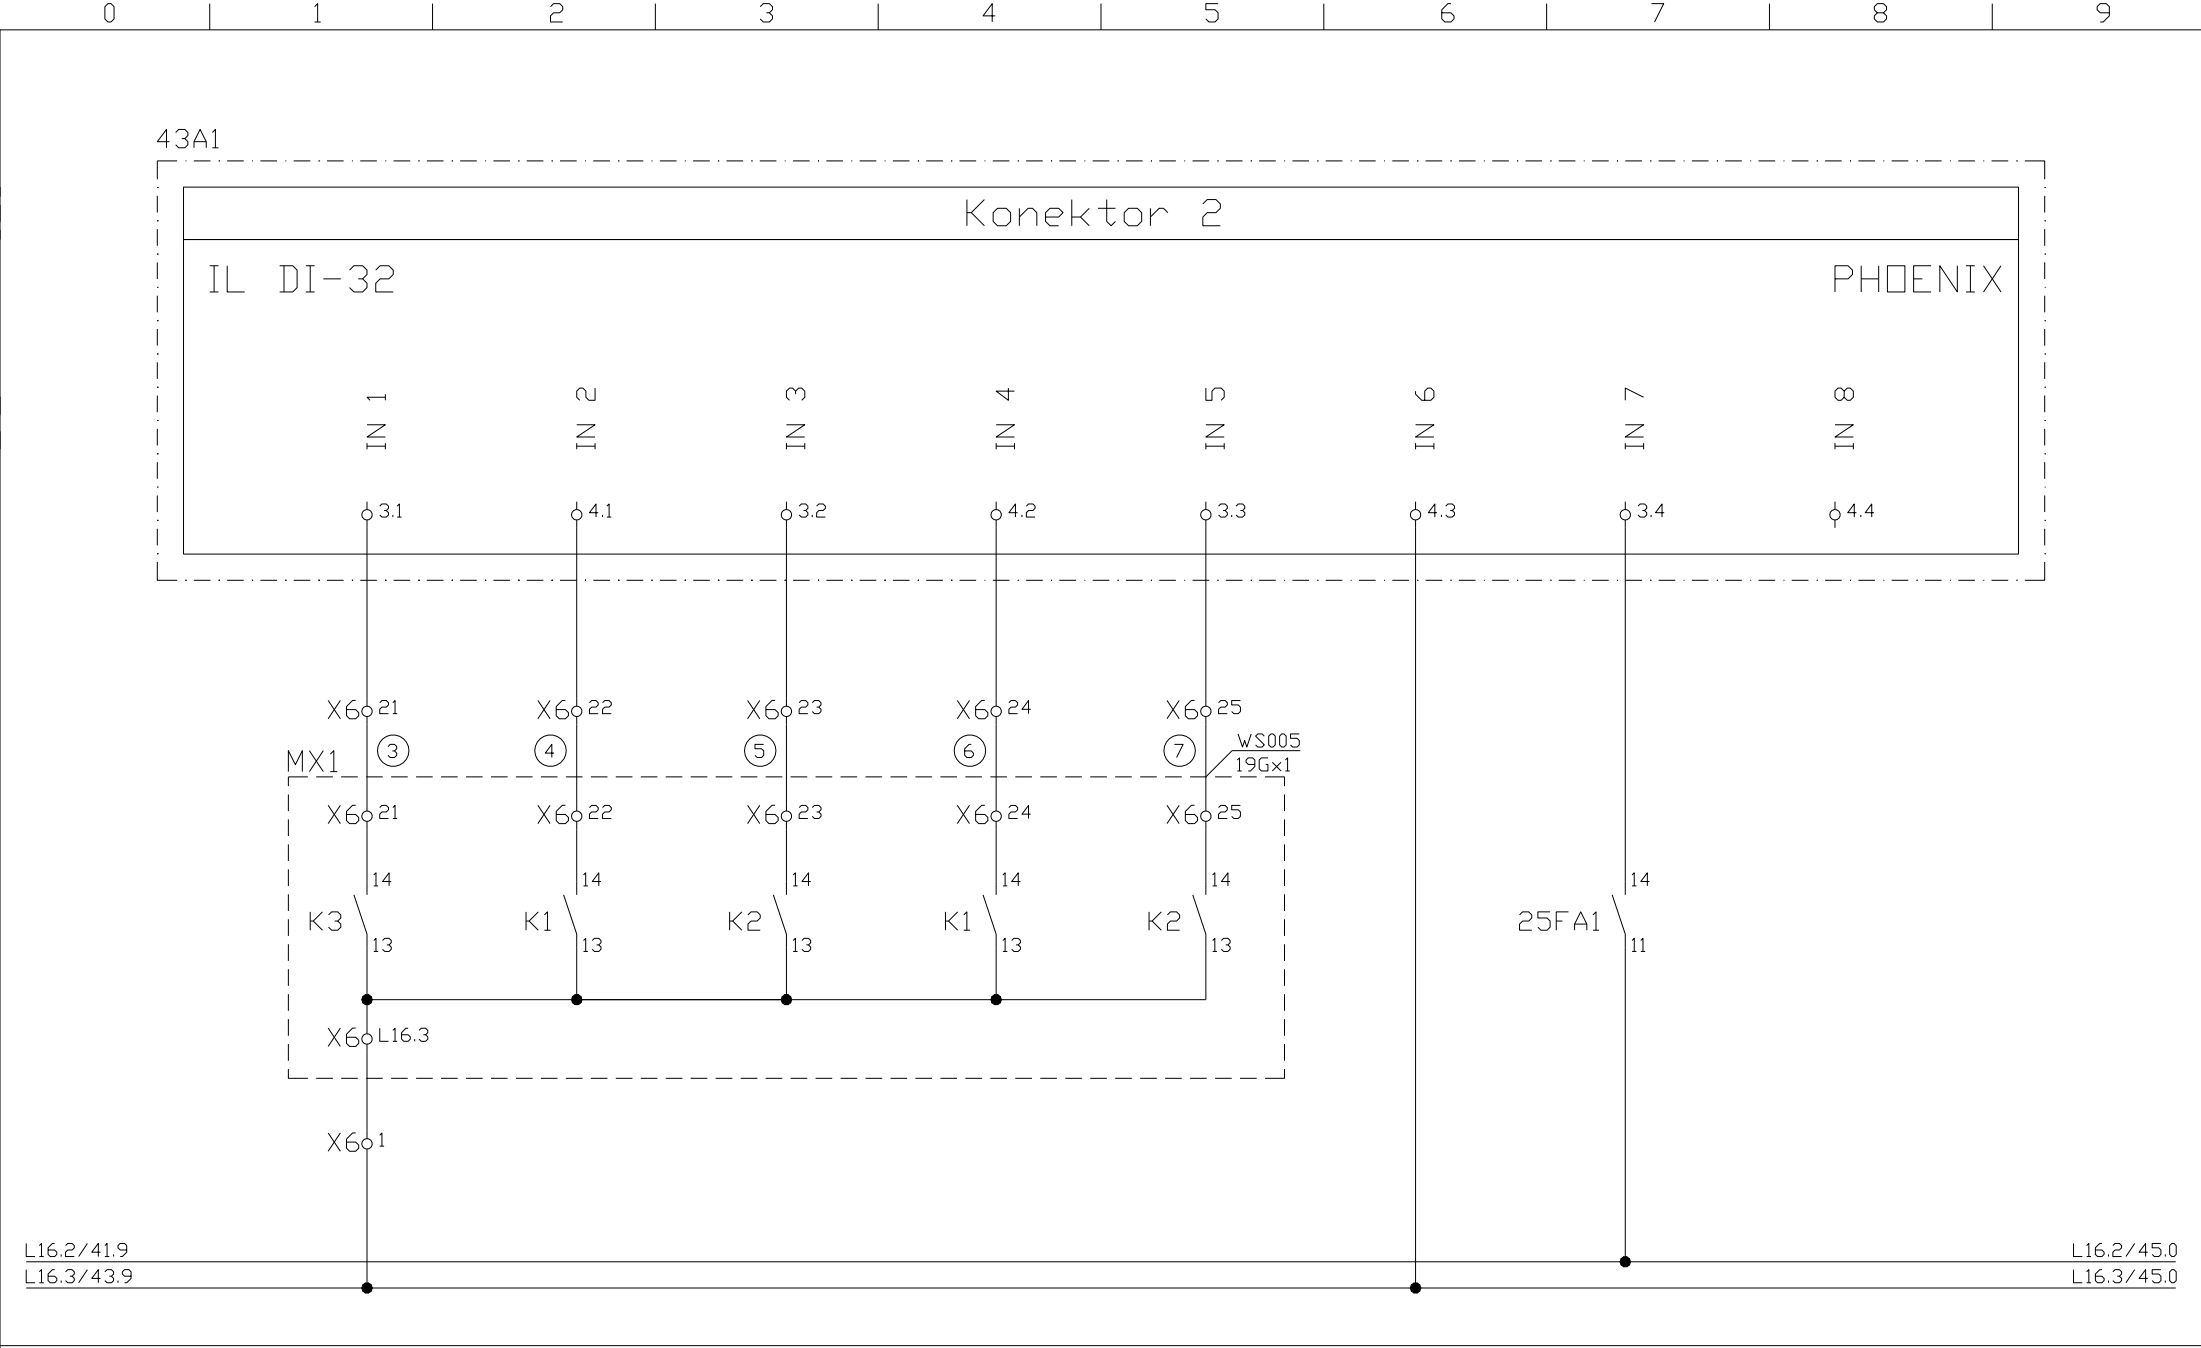 0 1 2 3 4 5 6 7 8 9
43A1
Konektor 2
IL DI-32 PHOENIX
IN 1 IN 2 IN 3 IN 4 IN 5 IN 6 IN 7 IN 8
3.1 4.1 3.2 4.2 3.3 4.3 3.4 4.4
X6 21 X6 22 X6 23 X6 24 X6 25
3 4 5 6 7 WS005
MX1 19Gx1
X6 21 X6 22 X6 23 X6 24 X6 25
14 14 14 14 14 14
K3 K1 K2 K1 K2 25FA1
13 13 13 13 13 11
X6 L16.3
X6 1
L16.2/41.9 L16.2/45.0
L16.3/43.9 L16.3/45.0